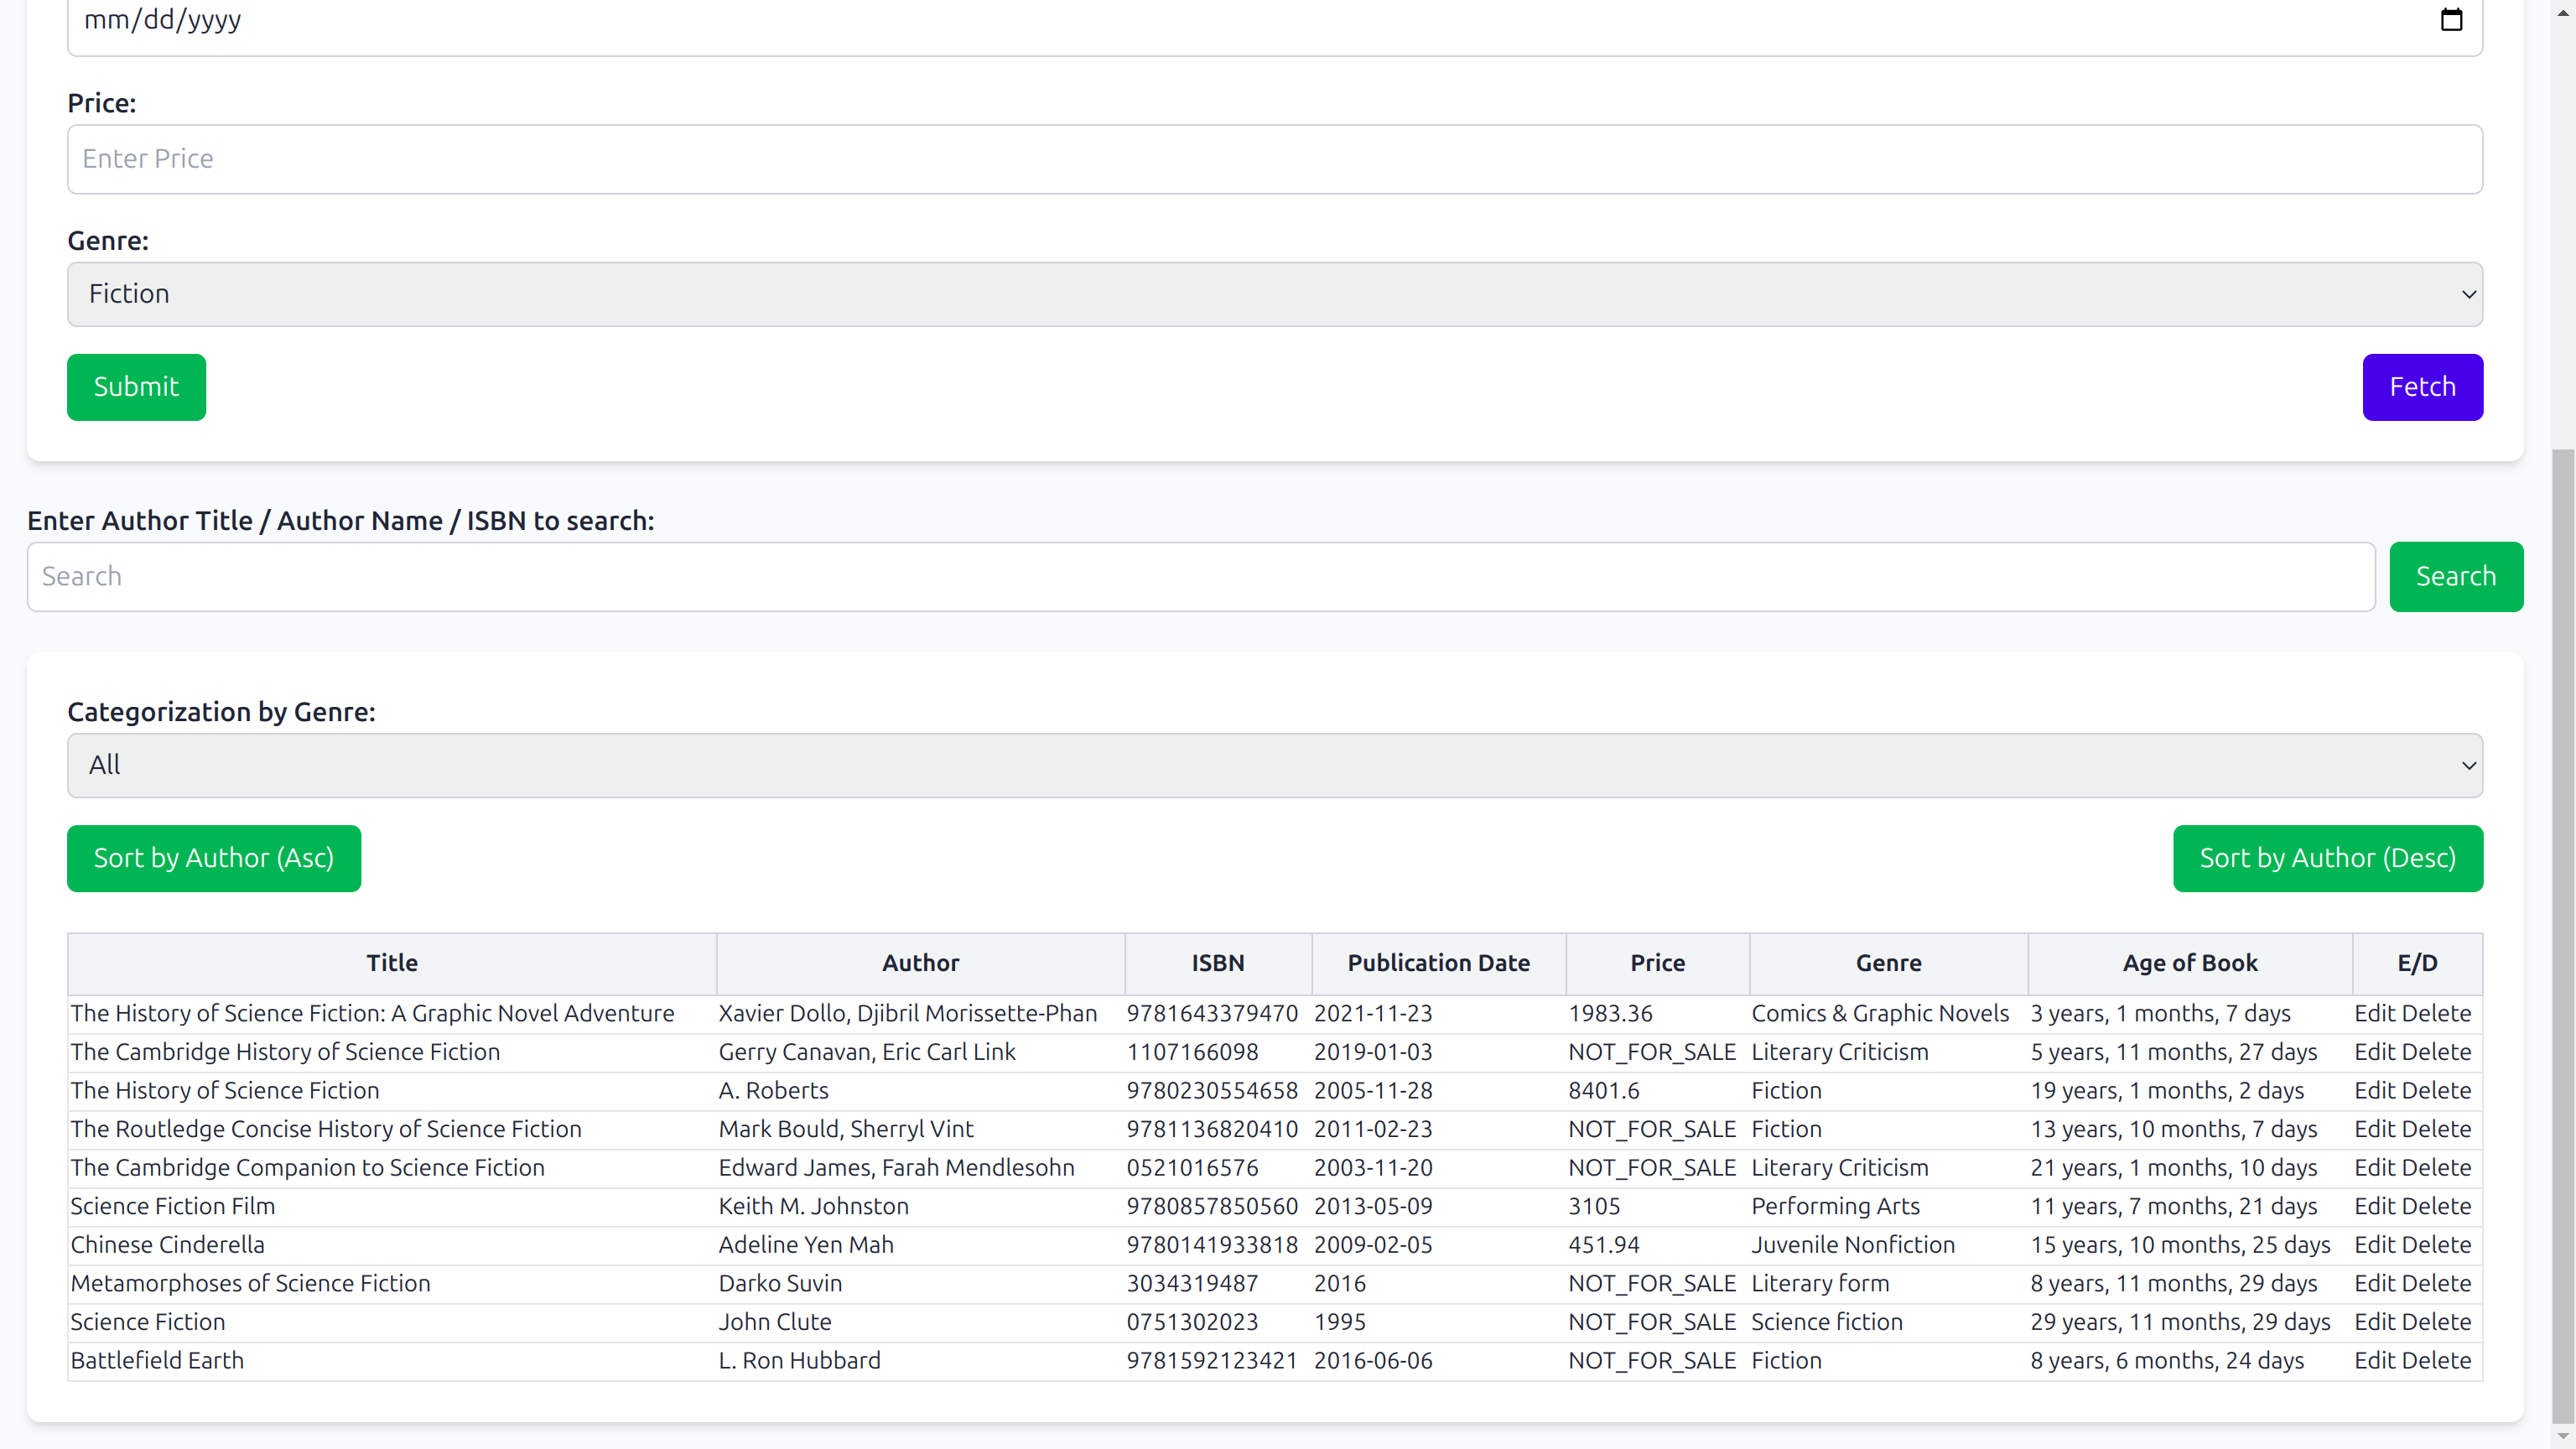 mm/dd/yyyy
Price:
Enter Price
Genre:
Fiction
Submit Fetch
Enter Author Title / Author Name / ISBN to search:
Search Search
Categorization by Genre:
All
Sort by Author (Asc) Sort by Author (Desc)
Title Author ISBN Publication Date Price Genre Age of Book E/D
The History of Science Fiction: A Graphic Novel Adventure Xavier Dollo, Djibril Morissette-Phan 9781643379470 2021-11-23 1983.36 Comics & Graphic Novels 3 years, 1 months, 7 days Edit Delete
The Cambridge History of Science Fiction Gerry Canavan, Eric Carl Link 1107166098 2019-01-03 NOT_FOR_SALE Literary Criticism 5 years, 11 months, 27 days Edit Delete
The History of Science Fiction A. Roberts 9780230554658 2005-11-28 8401.6 Fiction 19 years, 1 months, 2 days Edit Delete
The Routledge Concise History of Science Fiction Mark Bould, Sherryl Vint 9781136820410 2011-02-23 NOT_FOR_SALE Fiction 13 years, 10 months, 7 days Edit Delete
The Cambridge Companion to Science Fiction Edward James, Farah Mendlesohn 0521016576 2003-11-20 NOT_FOR_SALE Literary Criticism 21 years, 1 months, 10 days Edit Delete
Science Fiction Film Keith M. Johnston 9780857850560 2013-05-09 3105 Performing Arts 11 years, 7 months, 21 days Edit Delete
Chinese Cinderella Adeline Yen Mah 9780141933818 2009-02-05 451.94 Juvenile Nonfiction 15 years, 10 months, 25 days Edit Delete
Metamorphoses of Science Fiction Darko Suvin 3034319487 2016 NOT_FOR_SALE Literary form 8 years, 11 months, 29 days Edit Delete
Science Fiction John Clute 0751302023 1995 NOT_FOR_SALE Science fiction 29 years, 11 months, 29 days Edit Delete
Battlefield Earth L. Ron Hubbard 9781592123421 2016-06-06 NOT_FOR_SALE Fiction 8 years, 6 months, 24 days Edit Delete